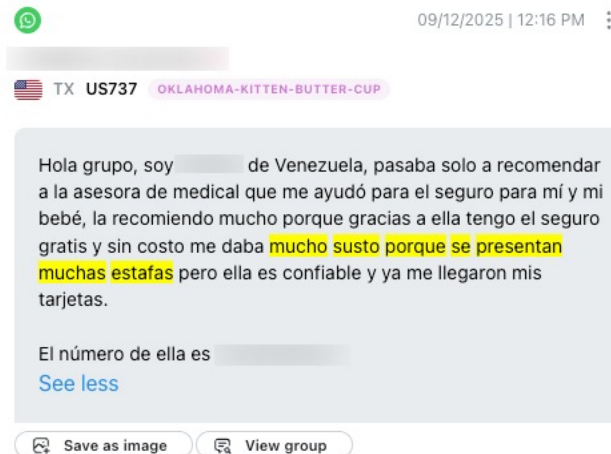 09/12/2025 | 12:16 PM
TX US737 OKLAHOMA-KITTEN-BUTTER-CUP
Hola grupo, soy de Venezuela, pasaba solo a recomendar
a la asesora de medical que me ayudó para el seguro para mí y mi
bebé, la recomiendo mucho porque gracias a ella tengo el seguro
gratis y sin costo me daba mucho susto porque se presentan
muchas estafas pero ella es confiable y ya me llegaron mis
tarjetas.
El número de ella es
See less
Save as image View group